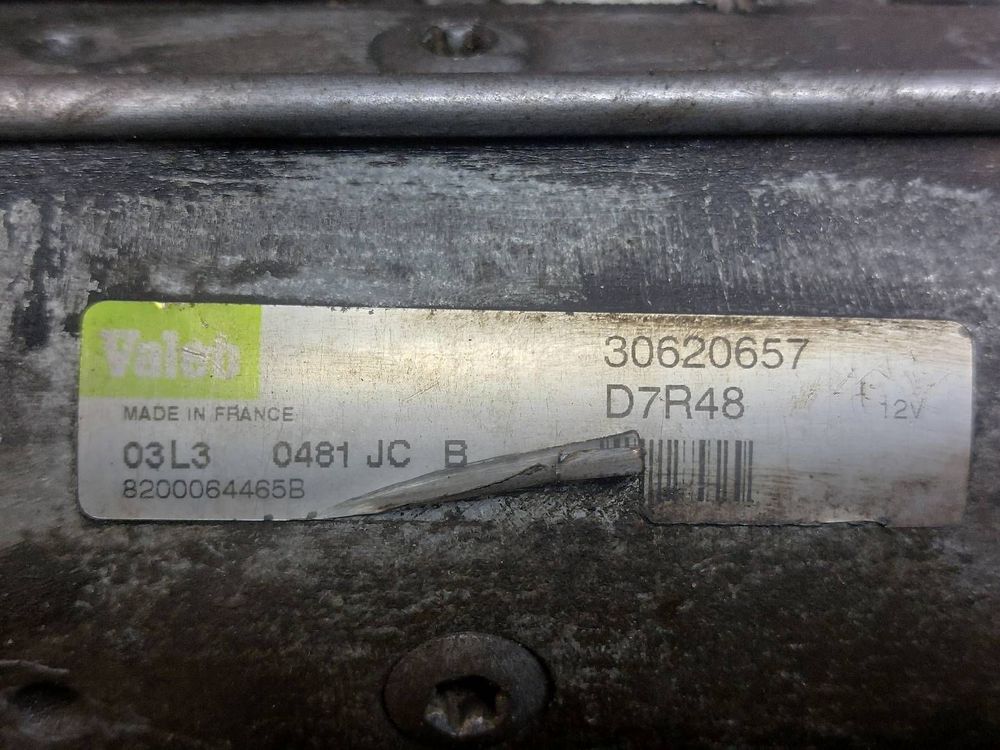 Valeo
MADE IN FRANCE
03L3 0481 JC B
8200064465B
30620657
D7R48
12V